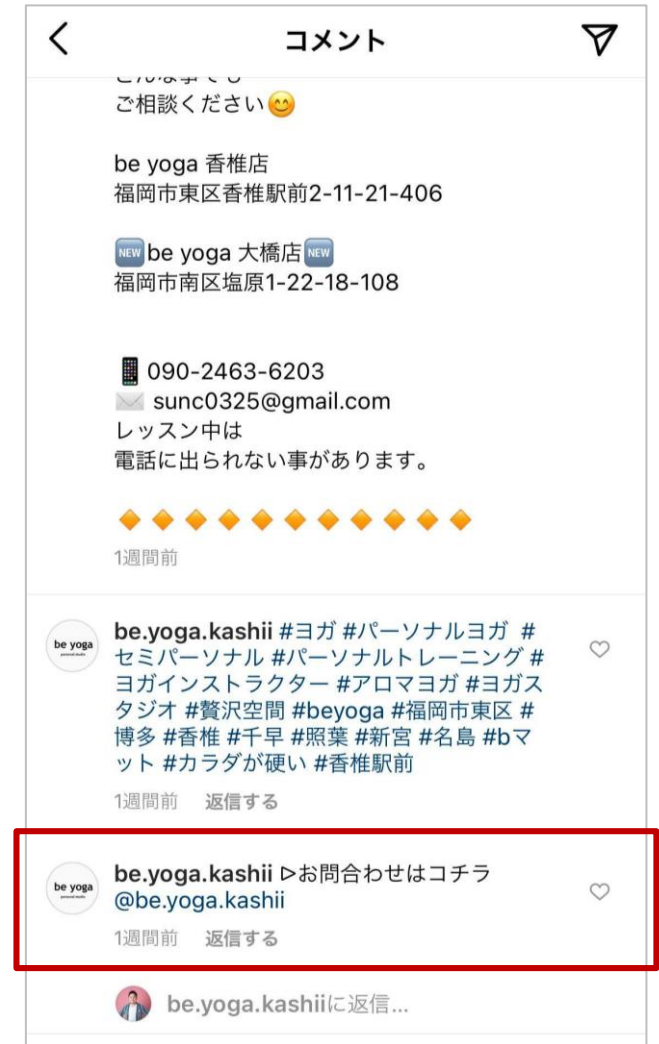 コメント
こんな事でも
ご相談ください😊
be yoga 香椎店
福岡市東区香椎駅前2-11-21-406
🆕be yoga 大橋店🆕
福岡市南区塩原1-22-18-108
📱 090-2463-6203
✉️ sunc0325@gmail.com
レッスン中は
電話に出られない事があります。
🔶🔶🔶🔶🔶🔶🔶🔶🔶🔶🔶
1週間前
be yoga
be.yoga.kashii #ヨガ #パーソナルヨガ #
セミパーソナル #パーソナルトレーニング #
ヨガインストラクター #アロマヨガ #ヨガス
タジオ #贅沢空間 #beyoga #福岡市東区 #
博多 #香椎 #千早 #照葉 #新宮 #名島 #bマ
ット #カラダが硬い #香椎駅前
1週間前 返信する
be yoga
be.yoga.kashii ▷お問合わせはコチラ
@be.yoga.kashii
1週間前 返信する
be.yoga.kashiiに返信...